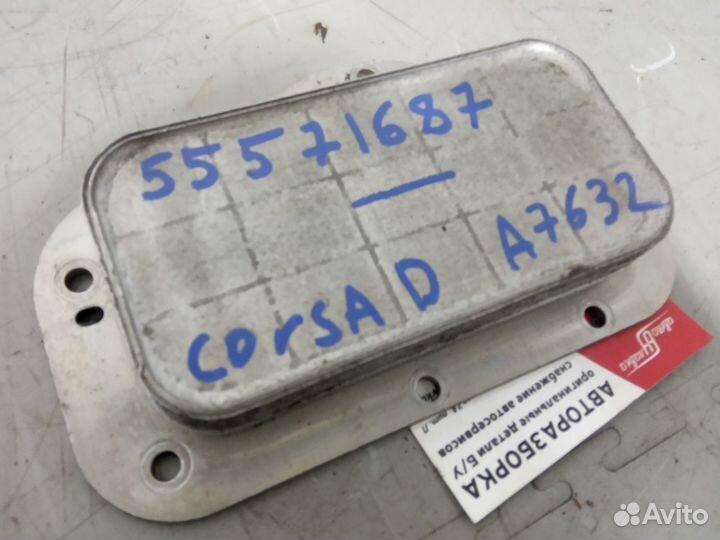 55571687
CORSA D A7632
АВТОРАЗБОРКА
оригинальные детали Б/У
снабжение автосервисов
Avito